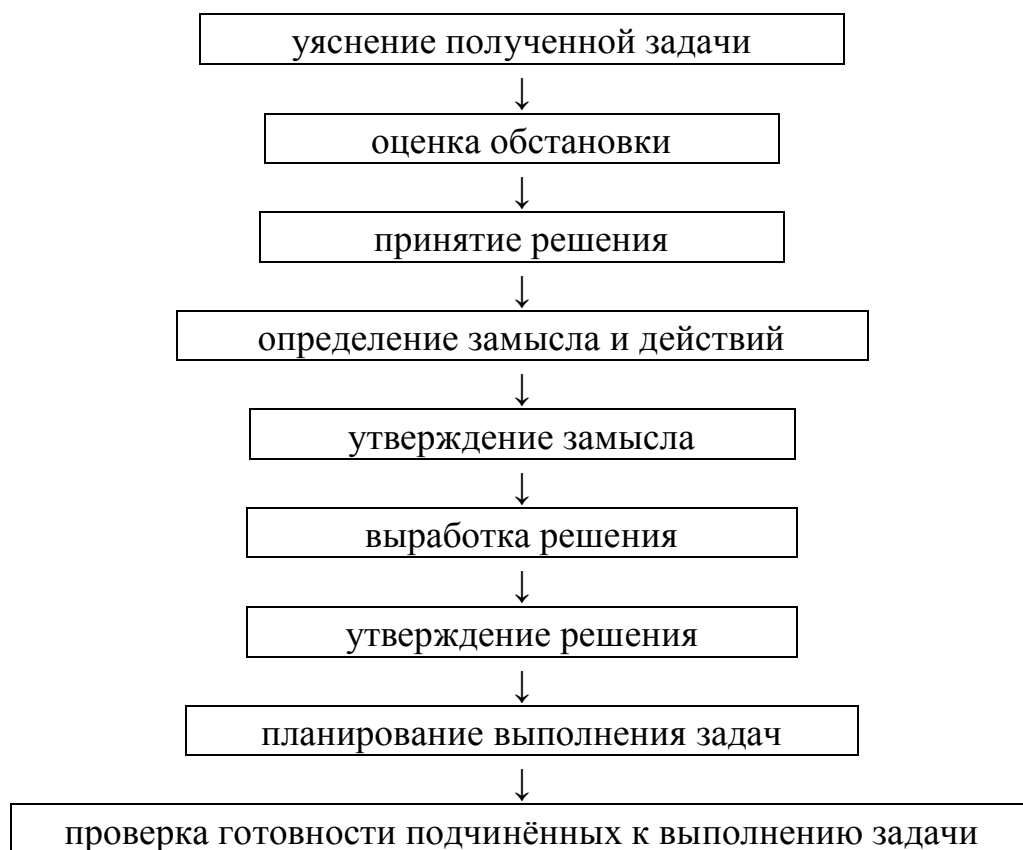 уяснение полученной задачи
↓
оценка обстановки
↓
принятие решения
↓
определение замысла и действий
↓
утверждение замысла
↓
выработка решения
↓
утверждение решения
↓
планирование выполнения задач
↓
проверка готовности подчинённых к выполнению задачи